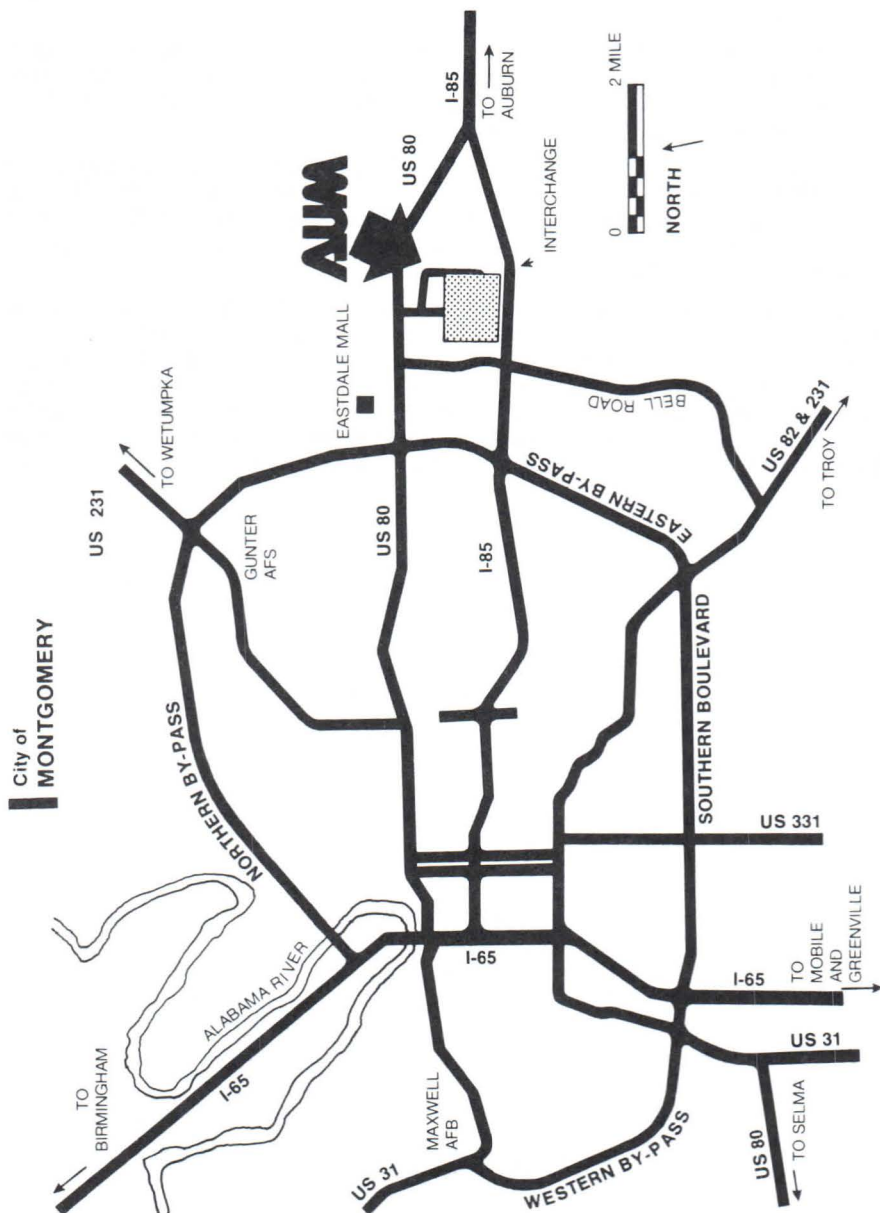 City of
MONTGOMERY
US 231
TO WETUMPKA
GUNTER
AFS
NORTHERN BY-PASS
TO
BIRMINGHAM
I-65
ALABAMA RIVER
MAXWELL
AFB
US 31
WESTERN BY-PASS
US 80
TO SELMA
US 31
I-65
TO
MOBILE
AND
GREENVILLE
I-65
US 331
SOUTHERN BOULEVARD
US 80
I-85
EASTERN BY-PASS
EASTDALE MALL
AUM
US 80
I-85
TO
AUBURN
INTERCHANGE
BELL ROAD
US 82 & 231
TO TROY
0 2 MILE
NORTH